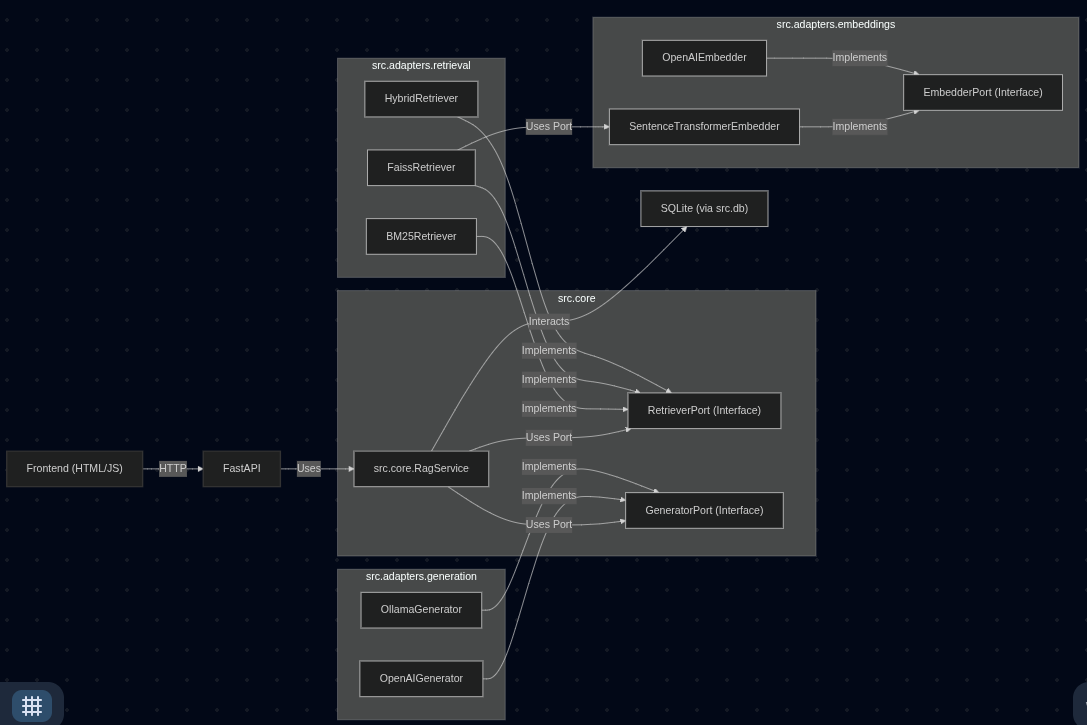 src.adapters.embeddings
OpenAIEmbedder
Implements
EmbedderPort (Interface)
SentenceTransformerEmbedder
Implements
src.adapters.retrieval
HybridRetriever
Uses Port
FaissRetriever
BM25Retriever
SQLite (via src.db)
src.core
Interacts
Implements
Implements
Implements
RetrieverPort (Interface)
Uses Port
Frontend (HTML/JS)
HTTP
FastAPI
Uses
src.core.RagService
Implements
Implements
GeneratorPort (Interface)
Uses Port
src.adapters.generation
OllamaGenerator
OpenAIGenerator